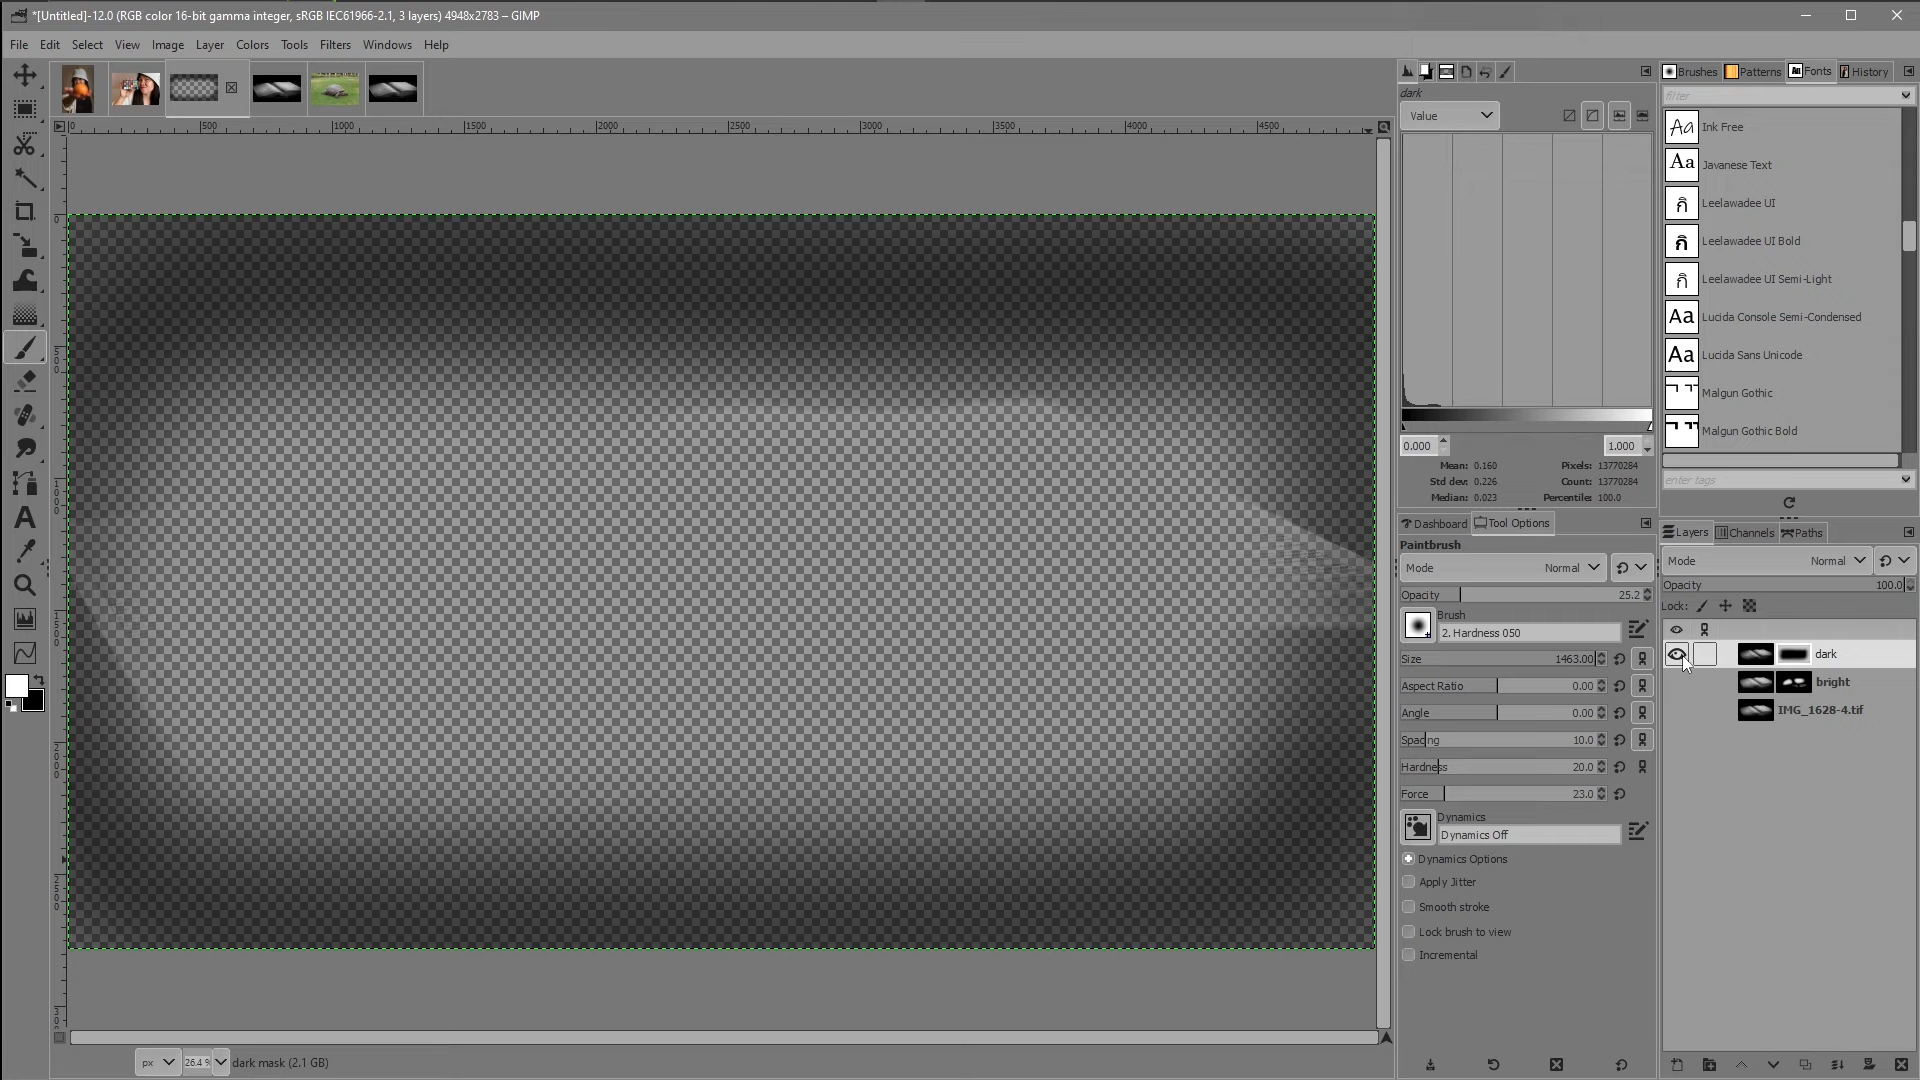 *[Untitled]-12.0 (RGB color 16-bit gamma integer, sRGB IEC61966-2.1, 3 layers) 4948x2783 – GIMP
File Edit Select View Image Layer Colors Tools Filters Windows Help
Brushes Patterns Fonts History
dark
filter
Value
0 500 1000 1500 2000 2500 3000 3500 4000 4500
Ink Free
Javanese Text
Leelawadee UI
Leelawadee UI Bold
Leelawadee UI Semi-Light
Lucida Console Semi-Condensed
Lucida Sans Unicode
Malgun Gothic
Malgun Gothic Bold
0.000 1.000
Mean: 0.160 Pixels: 13770284
Std dev: 0.226 Count: 13770284
Median: 0.023 Percentile: 100.0
enter tags
Dashboard Tool Options
Layers Channels Paths
Paintbrush
Mode Normal
Mode Normal
Opacity 100.0
Opacity 25.2
Lock:
Brush
2. Hardness 050
Size 1463.00
dark
Aspect Ratio 0.00
bright
Angle 0.00
IMG_1628-4.tif
Spacing 10.0
Hardness 20.0
Force 23.0
Dynamics
Dynamics Off
Dynamics Options
Apply Jitter
Smooth stroke
Lock brush to view
Incremental
px 26.4 % dark mask (2.1 GB)